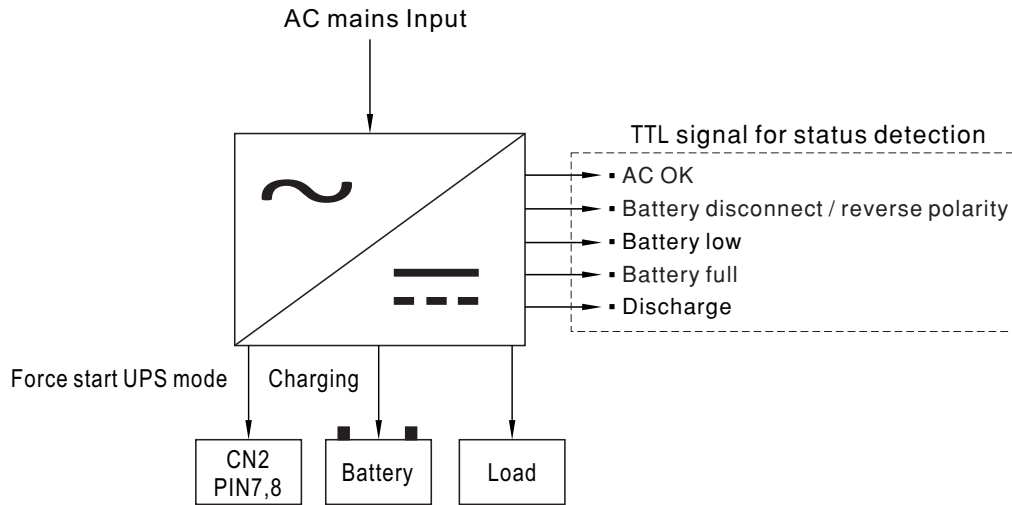 AC mains Input
TTL signal for status detection
▪ AC OK
▪ Battery disconnect / reverse polarity
▪ Battery low
▪ Battery full
▪ Discharge
Force start UPS mode
Charging
CN2
PIN7,8
Battery
Load